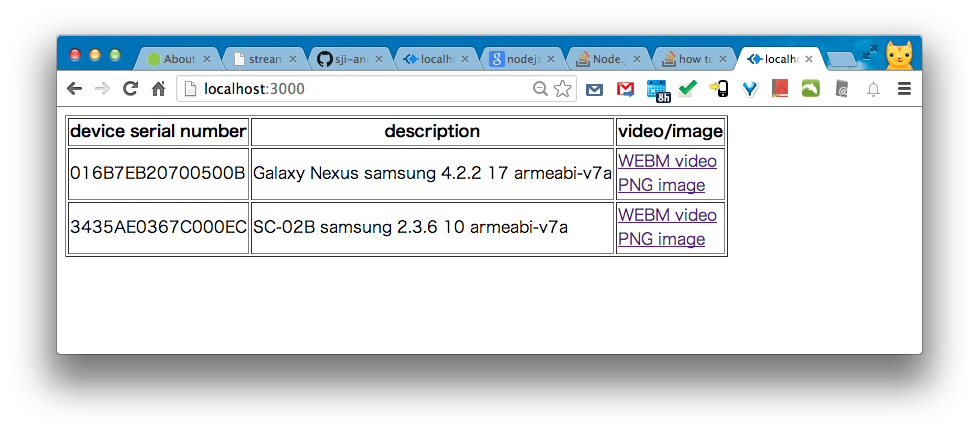 About
stream
sji-an
localh
nodejs
Node.j
how to
localh
localhost:3000
8h
device serial number description video/image
016B7EB20700500B Galaxy Nexus samsung 4.2.2 17 armeabi-v7a WEBM video
PNG image
3435AE0367C000EC SC-02B samsung 2.3.6 10 armeabi-v7a WEBM video
PNG image